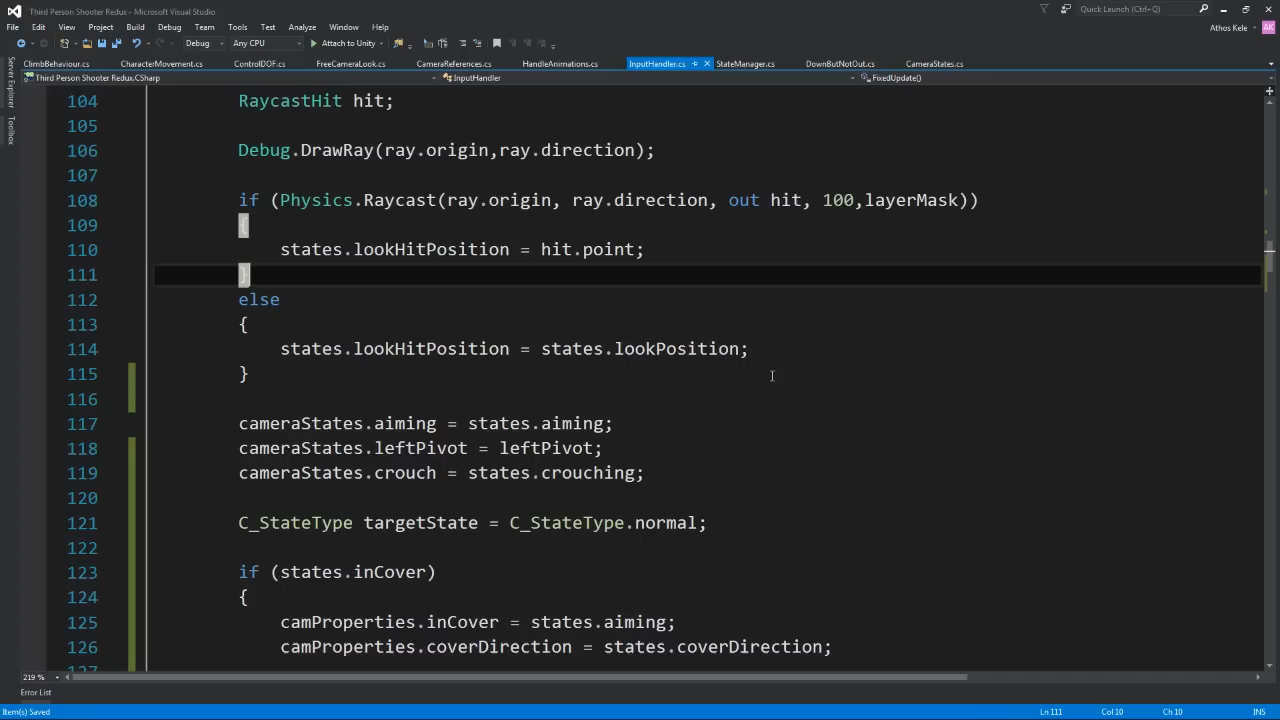 Third Person Shooter Redux - Microsoft Visual Studio
Quick Launch (Ctrl+Q)
File Edit View Project Build Debug Team Tools Test Analyze Window Help
Athos Kele AK
Debug Any CPU Attach to Unity
ClimbBehaviour.cs CharacterMovement.cs ControlDOF.cs FreeCameraLook.cs CameraReferences.cs HandleAnimations.cs InputHandler.cs StateManager.cs DownButNotOut.cs CameraStates.cs
Third Person Shooter Redux.CSharp InputHandler FixedUpdate()
Server Explorer
Toolbox
104 RaycastHit hit;
105
106 Debug.DrawRay(ray.origin,ray.direction);
107
108 if (Physics.Raycast(ray.origin, ray.direction, out hit, 100,layerMask))
109 {
110 states.lookHitPosition = hit.point;
111 }
112 else
113 {
114 states.lookHitPosition = states.lookPosition;
115 }
116
117 cameraStates.aiming = states.aiming;
118 cameraStates.leftPivot = leftPivot;
119 cameraStates.crouch = states.crouching;
120
121 C_StateType targetState = C_StateType.normal;
122
123 if (states.inCover)
124 {
125 camProperties.inCover = states.aiming;
126 camProperties.coverDirection = states.coverDirection;
127
219 %
Error List
Item(s) Saved Ln 111 Col 10 Ch 10 INS